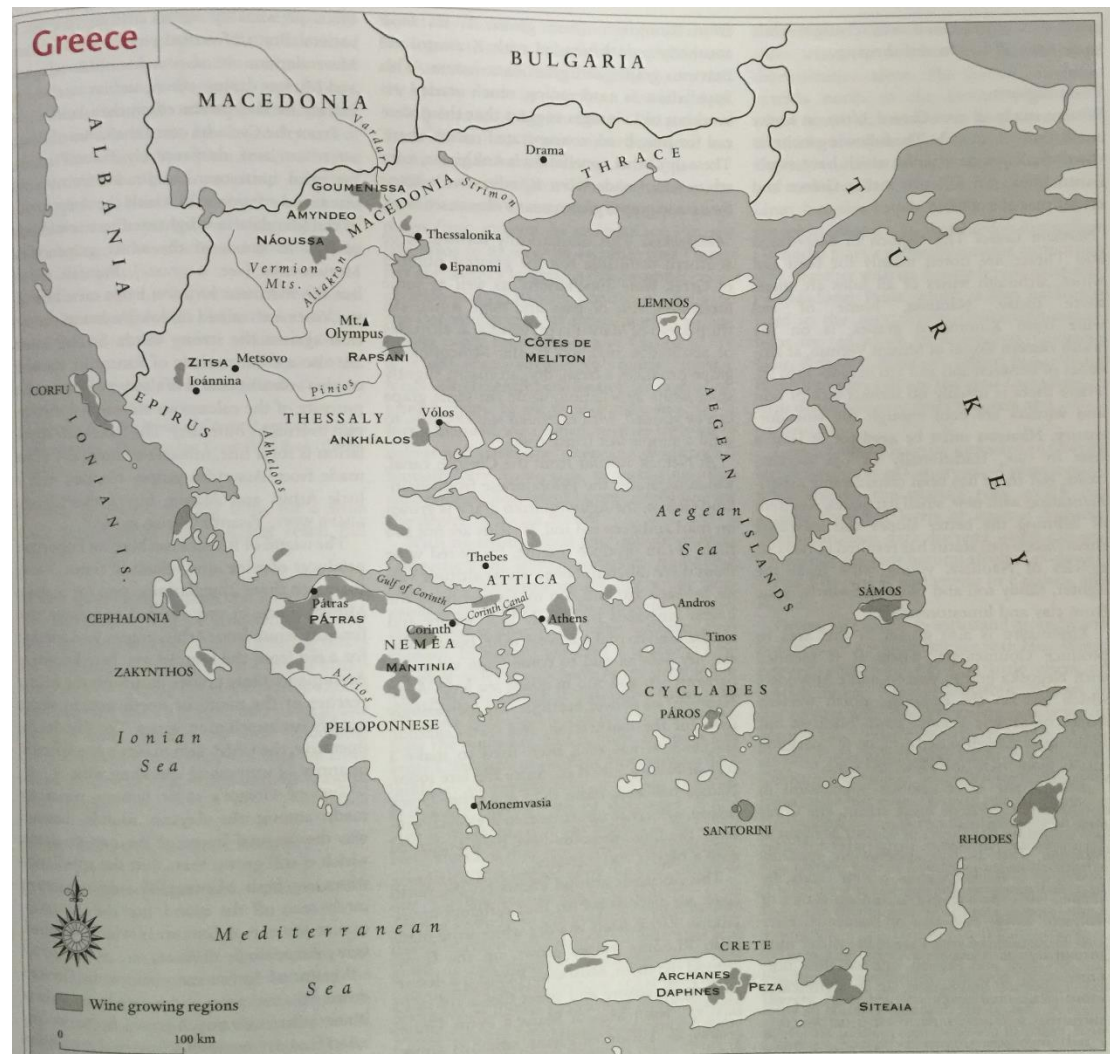 Greece
BULGARIA
MACEDONIA
ALBANIA
Vardar
Drama
THRACE
TURKEY
GOUMENISSA
Strimon
AMYNDEO
MACEDONIA
NÁOUSSA
Thessalonika
Vermion
Mts.
Aliakron
Epanomi
LEMNOS
Mt.
Olympus
CÔTES DE
MELITON
RAPSANI
ZITSA
Metsovo
CORFU
Ioánnina
Pinios
EPIRUS
THESSALY
Vólos
AEGEAN ISLANDS
IONIAN IS.
ANKHÍALOS
Akheloos
Aegean
Sea
Thebes
ATTICA
Gulf of Corinth
Corinth Canal
CEPHALONIA
Pátras
PÁTRAS
Corinth
Athens
Andros
SÁMOS
NEMEA
Tinos
ZAKYNTHOS
MANTINIA
Alfios
CYCLADES
PÁROS
PELOPONNESE
Ionian
Sea
Monemvasia
SANTORINI
RHODES
Mediterranean
Sea
CRETE
ARCHANES
DAPHNES
PEZA
SITEAIA
Wine growing regions
0
100 km